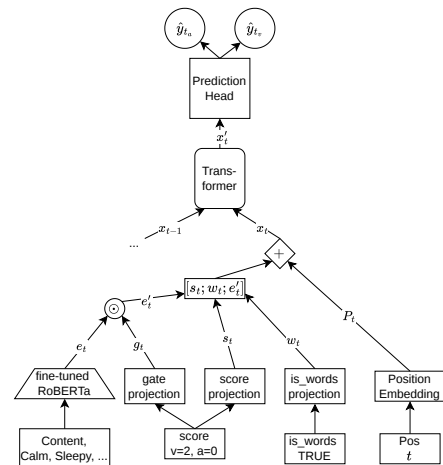 ŷ_{t_a} ŷ_{t_v}
Prediction
Head
x'_t
Trans-
former
x_{t-1} x_t
...
+
[s_t; w_t; e'_t]
⊙ e'_t
P_t
e_t g_t s_t w_t
fine-tuned
RoBERTa
gate
projection
score
projection
is_words
projection
Position
Embedding
Content,
Calm, Sleepy, ...
score
v=2, a=0
is_words
TRUE
Pos
t